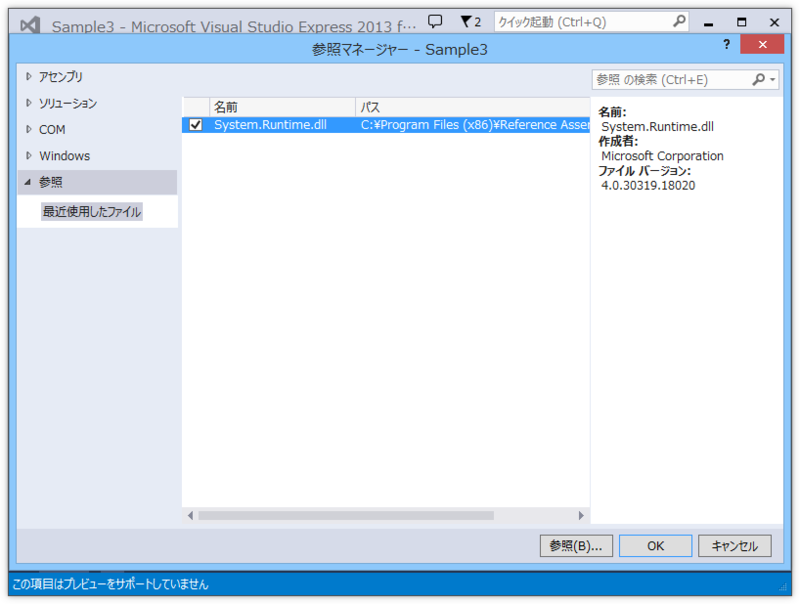 Sample3 - Microsoft Visual Studio Express 2013 f...
2
クイック起動 (Ctrl+Q)
参照マネージャー - Sample3
?
アセンブリ
ソリューション
COM
Windows
参照
最近使用したファイル
名前
パス
System.Runtime.dll
C:¥Program Files (x86)¥Reference Asser
参照 の検索 (Ctrl+E)
名前:
System.Runtime.dll
作成者:
Microsoft Corporation
ファイル バージョン:
4.0.30319.18020
参照(B)...
OK
キャンセル
この項目はプレビューをサポートしていません